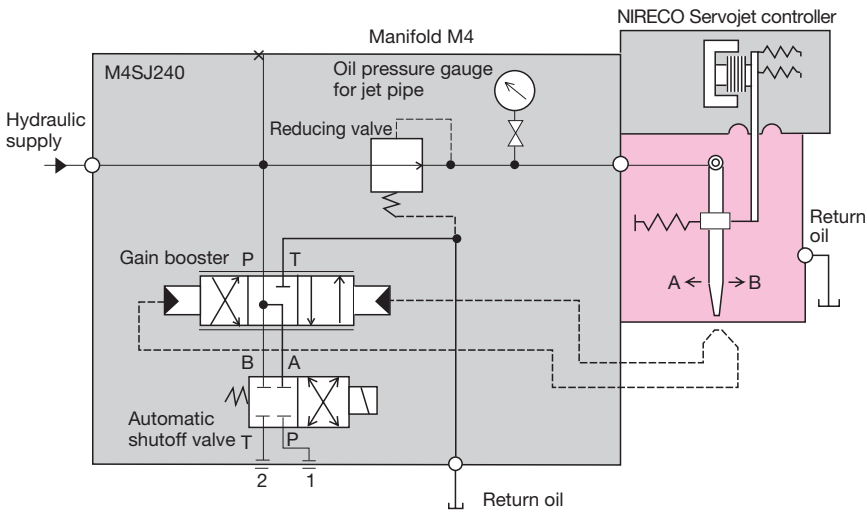 NIRECO Servojet controller
Manifold M4
M4SJ240
Oil pressure gauge
for jet pipe
Hydraulic
supply
Reducing valve
Return
oil
Gain booster P T
A B
B A
Automatic
shutoff valve T P
2 1
Return oil